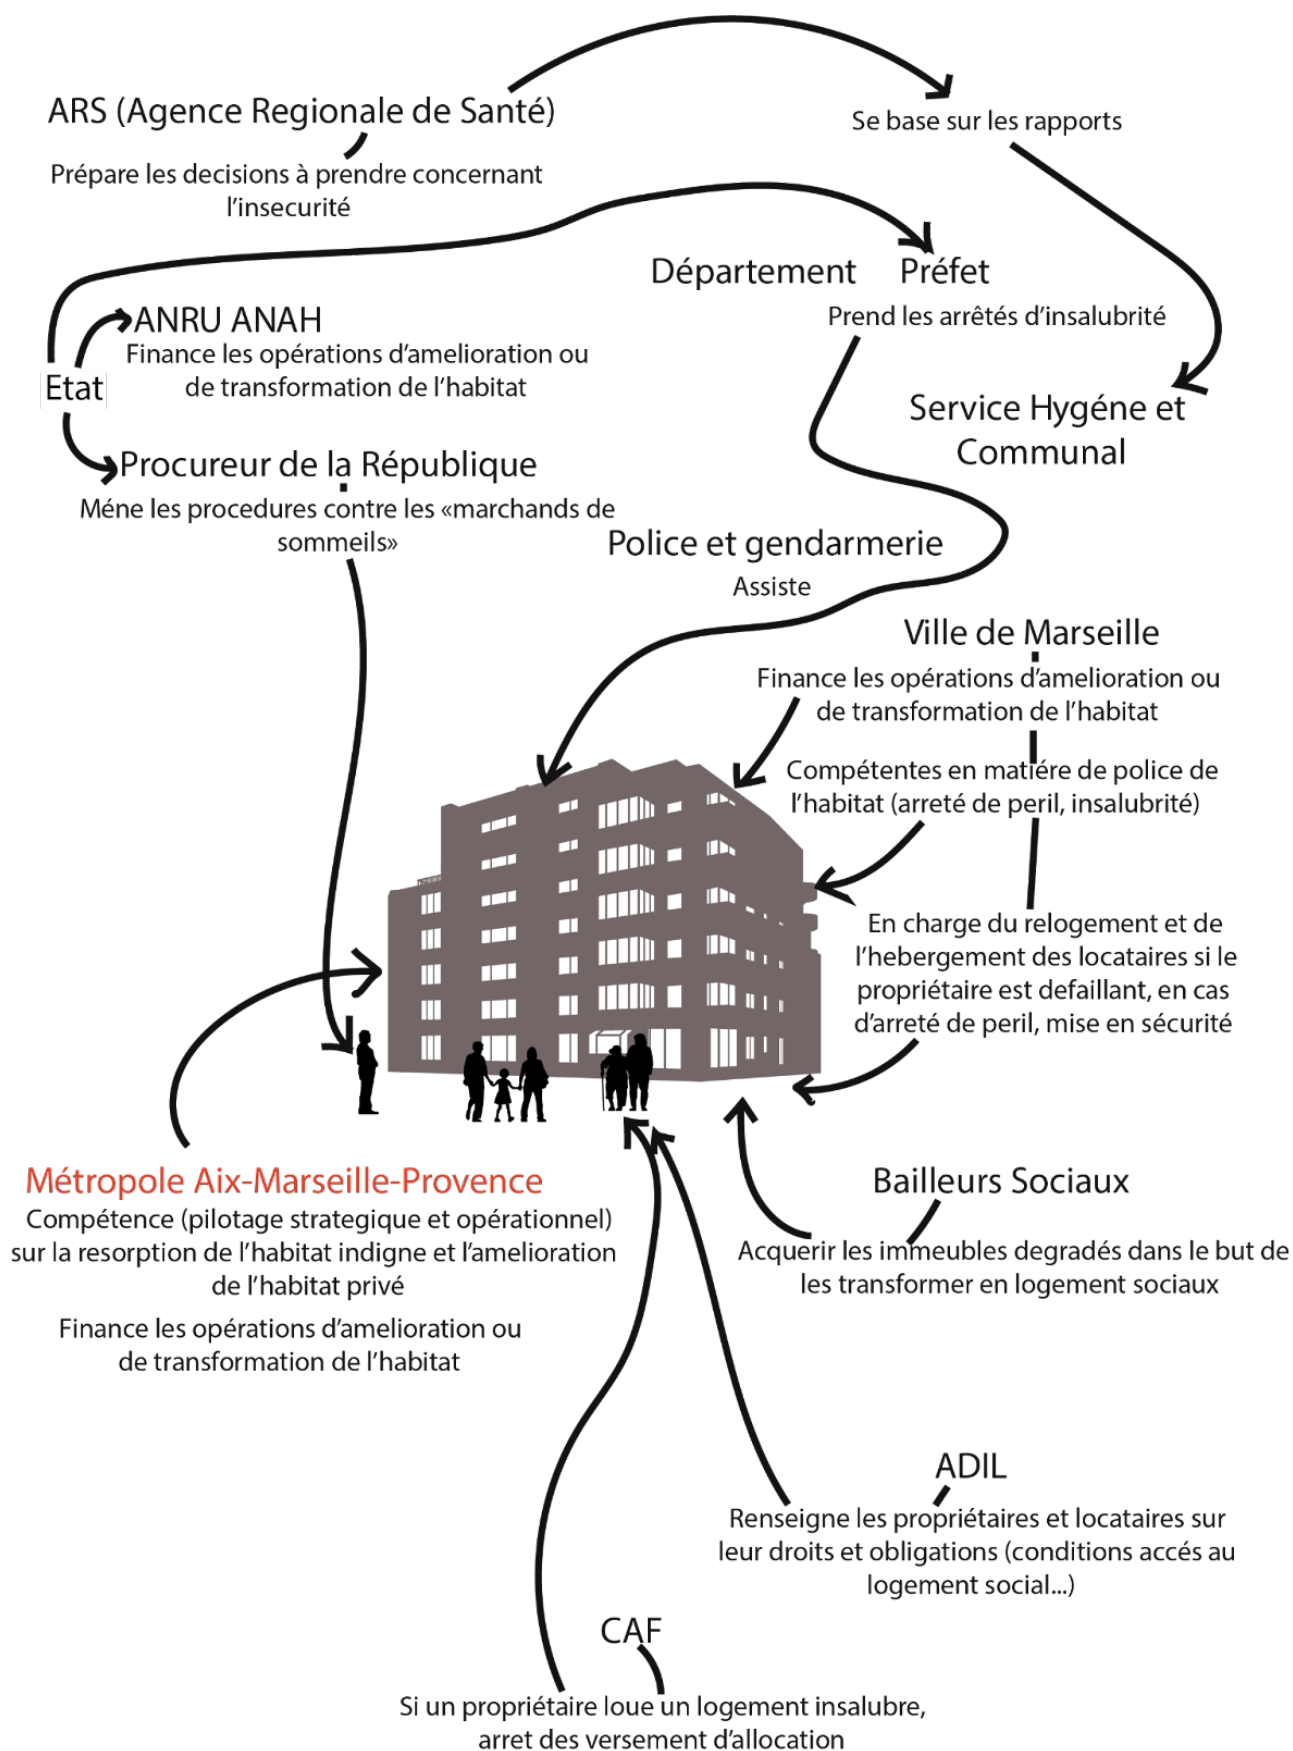 ARS (Agence Regionale de Santé)
Se base sur les rapports
Prépare les decisions à prendre concernant
l’insecurité
Département Préfet
Prend les arrêtés d’insalubrité
ANRU ANAH
Finance les opérations d’amelioration ou
de transformation de l’habitat
Etat
Service Hygéne et
Communal
Procureur de la République
Méne les procedures contre les «marchands de
sommeils»
Police et gendarmerie
Assiste
Ville de Marseille
Finance les opérations d’amelioration ou
de transformation de l’habitat
Compétentes en matiére de police de
l’habitat (arreté de peril, insalubrité)
En charge du relogement et de
l’hebergement des locataires si le
propriétaire est defaillant, en cas
d’arreté de peril, mise en sécurité
Métropole Aix-Marseille-Provence
Compétence (pilotage strategique et opérationnel)
sur la resorption de l’habitat indigne et l’amelioration
de l’habitat privé
Finance les opérations d’amelioration ou
de transformation de l’habitat
Bailleurs Sociaux
Acquerir les immeubles degradés dans le but de
les transformer en logement sociaux
ADIL
Renseigne les propriétaires et locataires sur
leur droits et obligations (conditions accés au
logement social...)
CAF
Si un propriétaire loue un logement insalubre,
arret des versement d’allocation